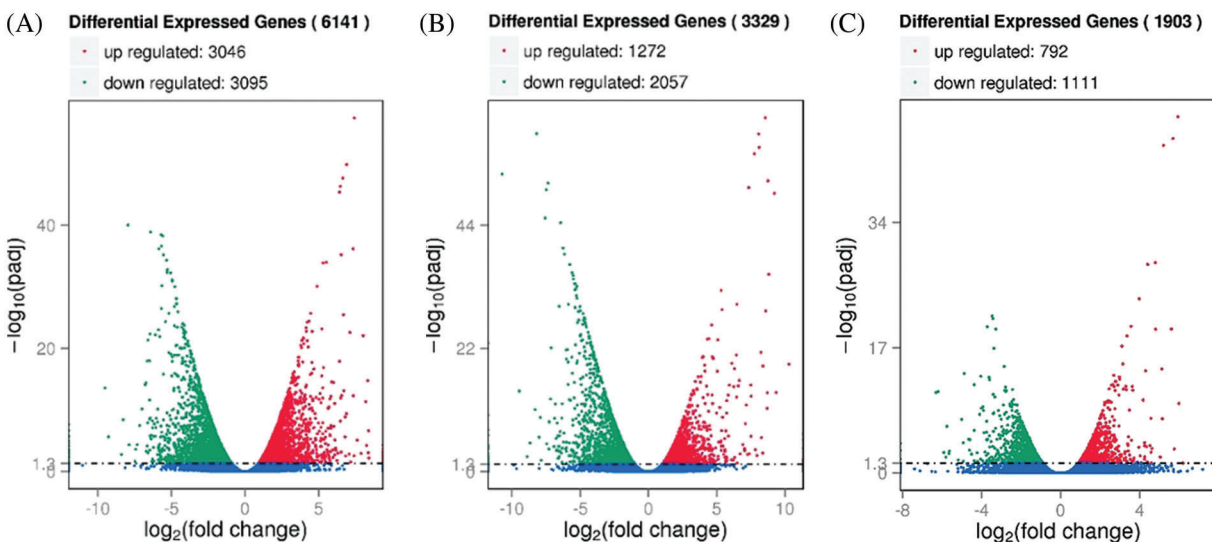 (A)
Differential Expressed Genes ( 6141)
up regulated: 3046
down regulated: 3095
−log10(padj)
40
20
1.3
0
-10
-5
0
5
log2(fold change)
(B)
Differential Expressed Genes ( 3329)
up regulated: 1272
down regulated: 2057
−log10(padj)
44
22
1.3
0
-10
-5
0
5
10
log2(fold change)
(C)
Differential Expressed Genes ( 1903)
up regulated: 792
down regulated: 1111
−log10(padj)
34
17
1.3
0
-8
-4
0
4
log2(fold change)